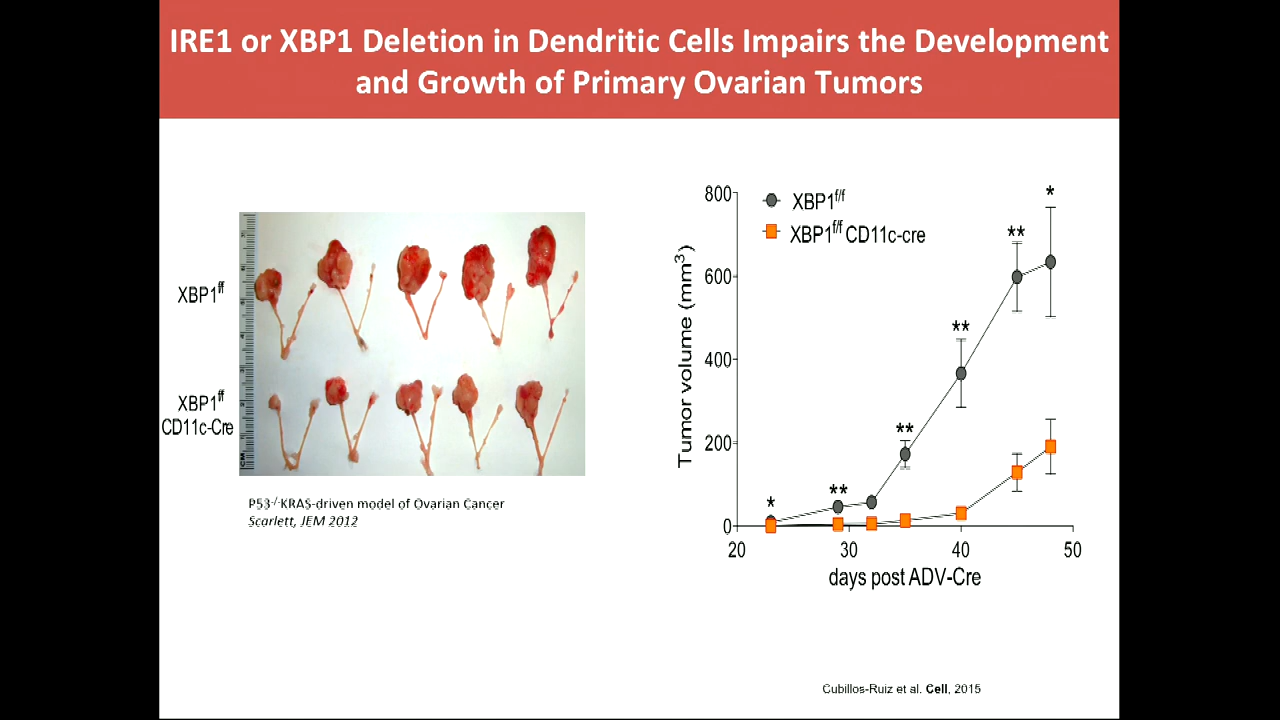 IRE1 or XBP1 Deletion in Dendritic Cells Impairs the Development
and Growth of Primary Ovarian Tumors
XBP1f/f
XBP1f/f
CD11c-Cre
CM
P53-/-KRAS-driven model of Ovarian Cancer
Scarlett, JEM 2012
XBP1f/f
XBP1f/f CD11c-cre
Tumor volume (mm3)
800
600
400
200
0
*
**
**
**
**
*
20 30 40 50
days post ADV-Cre
Cubillos-Ruiz et al. Cell, 2015